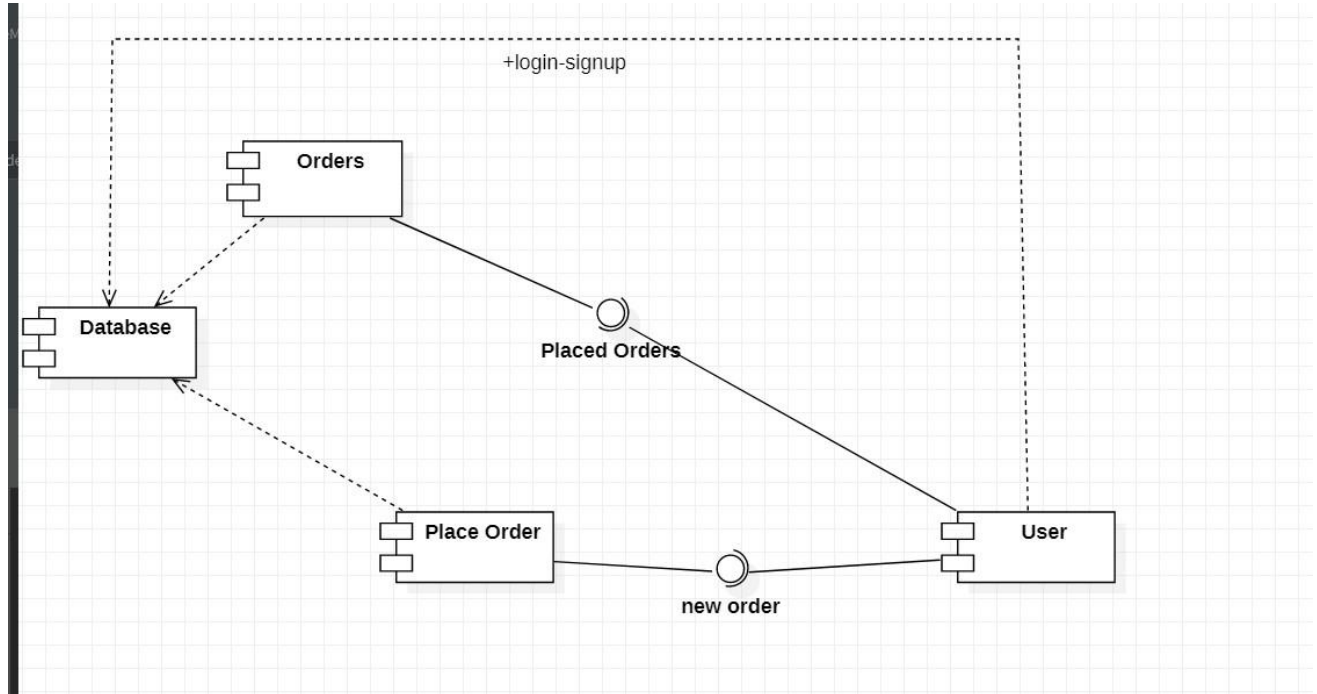 +login-signup
Orders
Database
Placed Orders
Place Order
User
new order